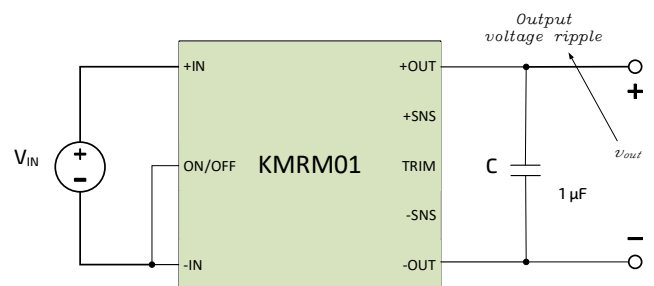 Output
voltage ripple
+IN
+OUT
+
+SNS
+
V_IN
-
ON/OFF
KMRM01
TRIM
C
v_out
1 µF
-SNS
-
-IN
-OUT